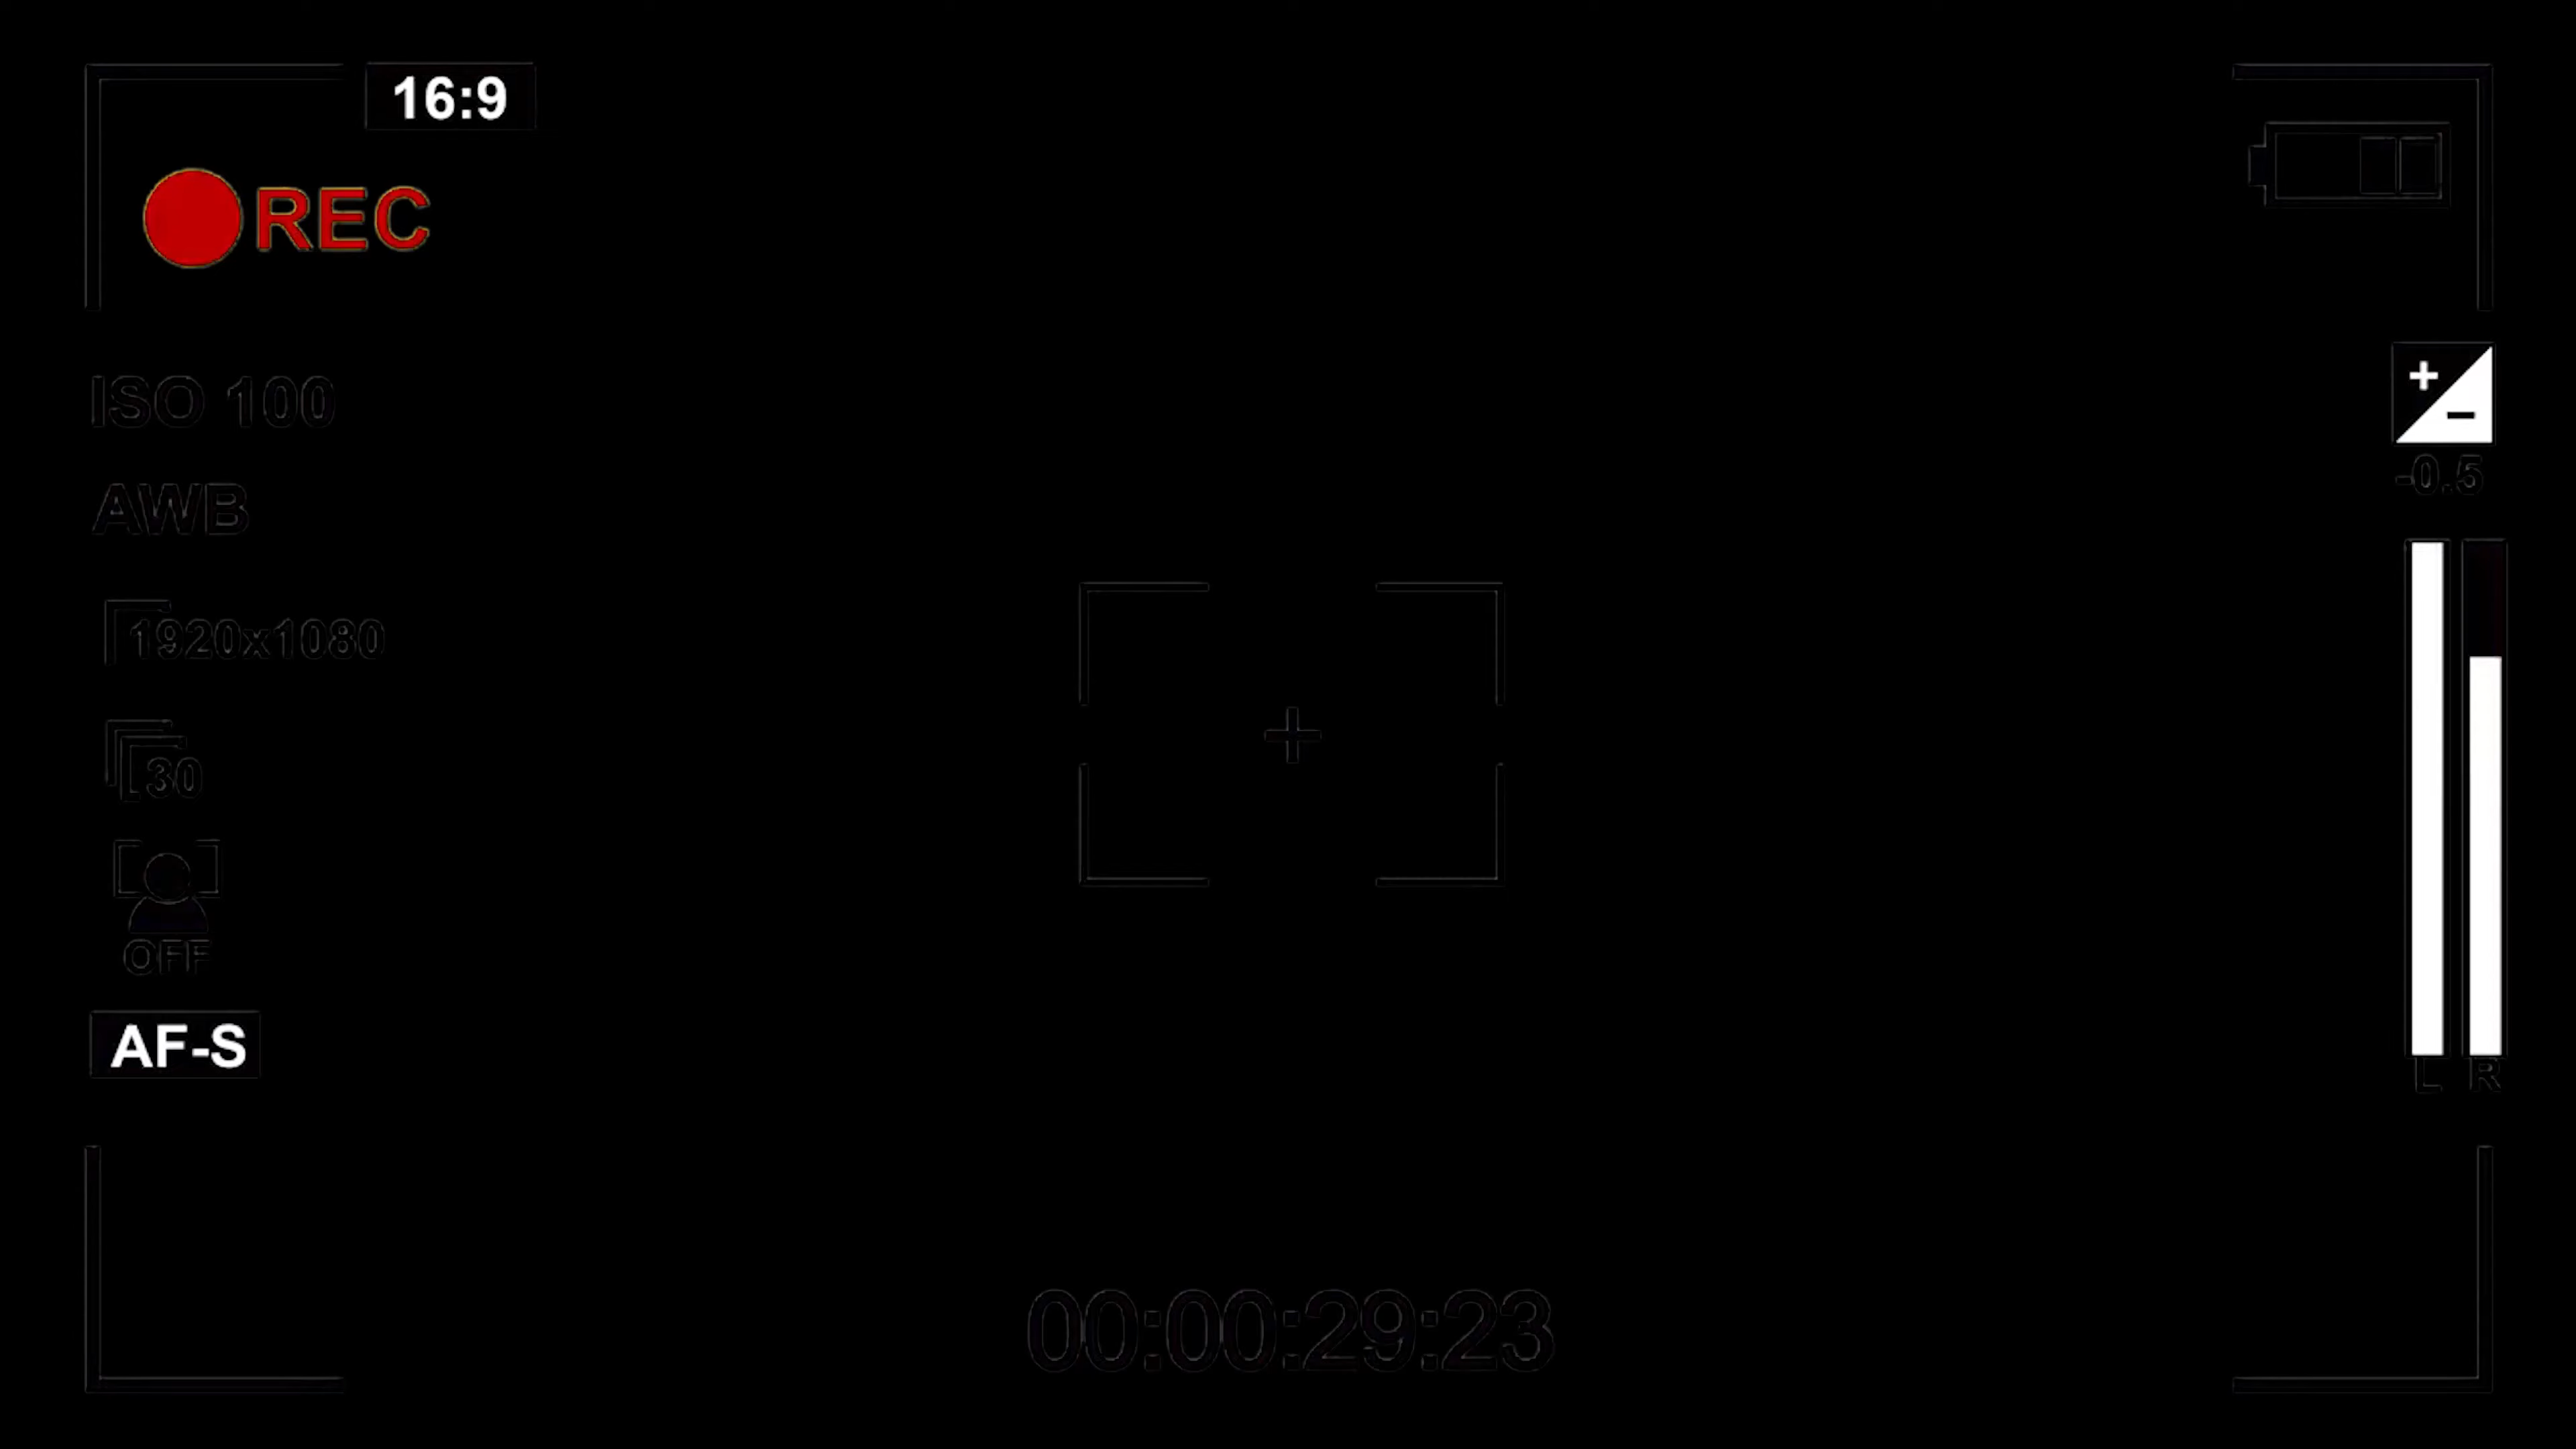 16:9
REC
ISO 100
AWB
1920x1080
30
OFF
AF-S
+
-
-0.5
L R
00:00:29:23